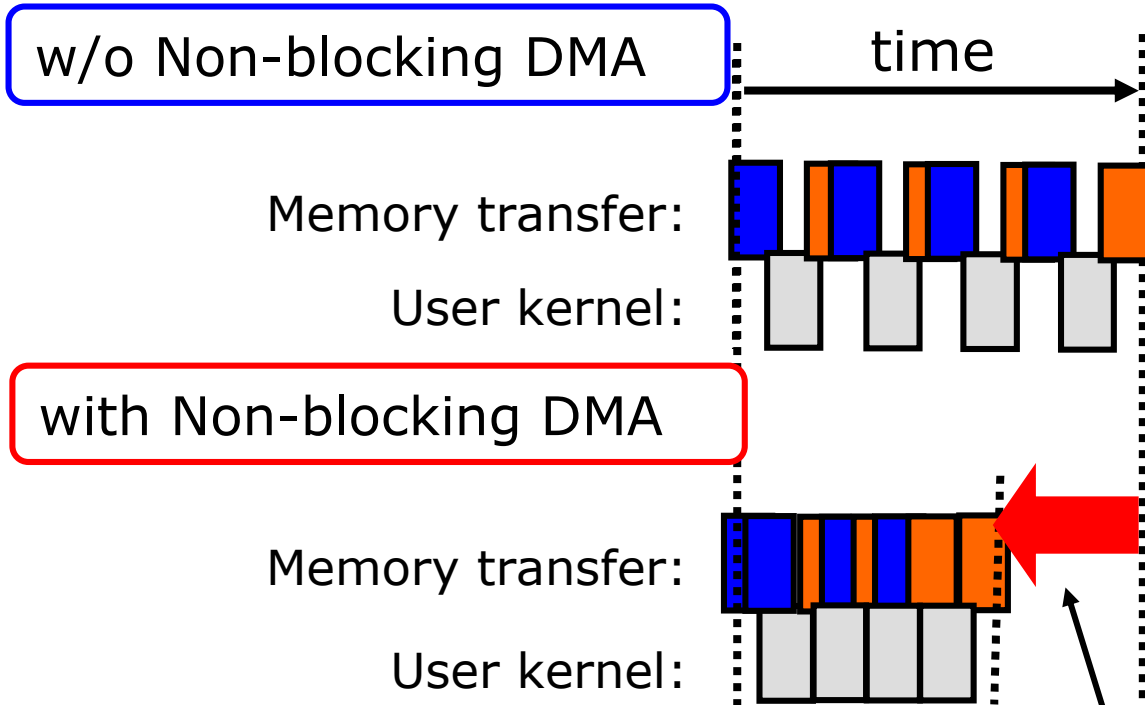 w/o Non-blocking DMA
time
Memory transfer:
User kernel:
with Non-blocking DMA
Memory transfer:
User kernel: